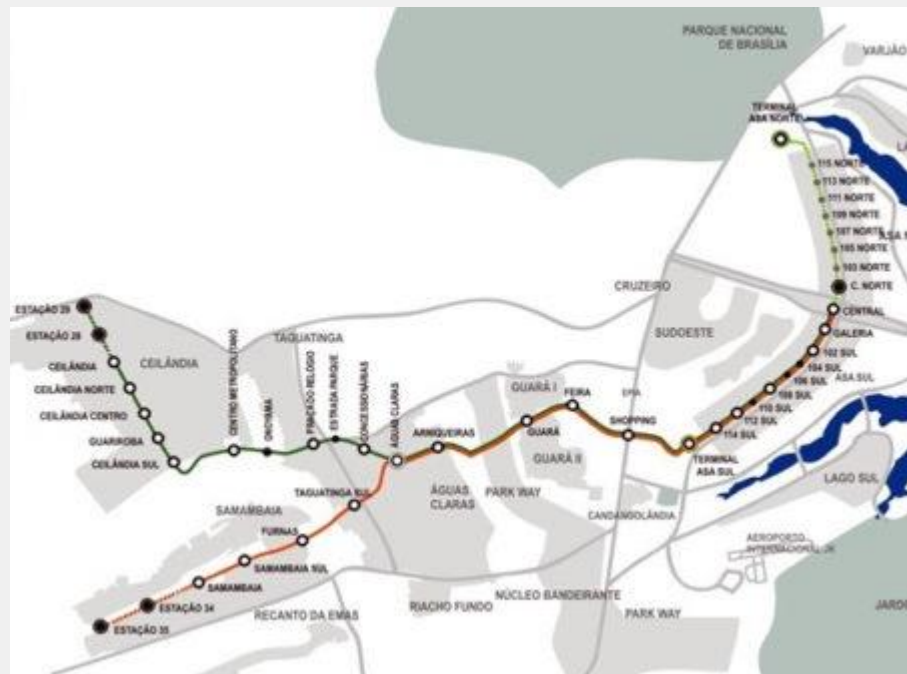 PARQUE NACIONAL
DE BRASÍLIA
VARJÃO
TERMINAL
ASA NORTE
115 NORTE
113 NORTE
111 NORTE
109 NORTE
107 NORTE
ASA
105 NORTE
103 NORTE
C. NORTE
CRUZEIRO
CENTRAL
GALERIA
SUDOESTE
102 SUL
104 SUL
106 SUL
ASA SUL
108 SUL
110 SUL
112 SUL
114 SUL
TERMINAL
ASA SUL
ESTAÇÃO 29
ESTAÇÃO 28
CEILÂNDIA
CEILÂNDIA
CEILÂNDIA NORTE
CEILÂNDIA CENTRO
GUARIROBA
CEILÂNDIA SUL
TAGUATINGA
CENTRO METROPOLITANO
ONOYAMA
PRAÇA DO RELÓGIO
ESTRADA PARQUE
CONCESSIONÁRIAS
ÁGUAS CLARAS
ARNIQUEIRAS
GUARÁ I
GUARÁ
FEIRA
EPIA
SHOPPING
GUARÁ II
TAGUATINGA SUL
ÁGUAS
CLARAS
PARK WAY
CANDANGOLÂNDIA
LAGO SUL
SAMAMBAIA
FURNAS
SAMAMBAIA SUL
SAMAMBAIA
ESTAÇÃO 34
ESTAÇÃO 35
RECANTO DA EMAS
RIACHO FUNDO
NÚCLEO BANDEIRANTE
PARK WAY
AEROPORTO
INTERNACIONAL JK